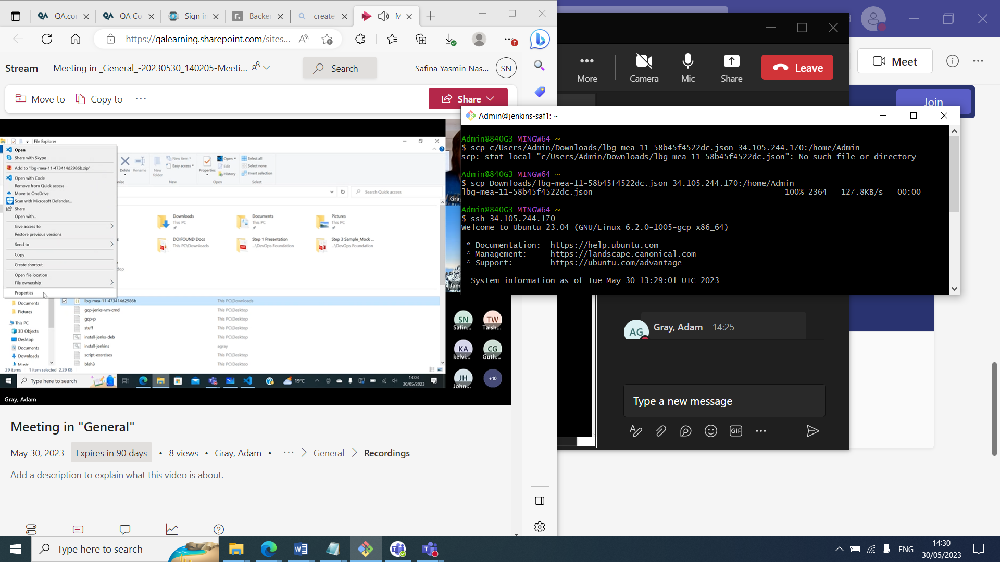 QA.cor
QA Co
Sign in
Backer
create
M
https://qalearning.sharepoint.com/sites...
Stream
Meeting in _General_-20230530_140205-Meeti...
Search
Safina Yasmin Nas...
SN
Move to
Copy to
Share
File Explorer
Open
Share with Skype
Add to "lbg-mea-11-473414d2986b.zip"
Open with Code
Remove from Quick access
Move to OneDrive
Scan with Microsoft Defender...
Share
Open with...
Give access to
Restore previous versions
Send to
Copy
Create shortcut
Open file location
File ownership
Properties
Delete
Rename
New folder
New item
Easy access
New
Properties
Open
Edit
History
Open
Select all
Select none
Invert selection
Select
Search Quick access
Downloads
This PC
Documents
This PC
Pictures
This PC
DOIFOUND Docs
This PC\Downloads
Step 1 Presentation
...\DevOps Foundation
Step 3 Sample_Mock ...
...\DevOps Foundation
Documents
Pictures
This PC
3D Objects
Desktop
Documents
Downloads
Music
lbg-mea-11-473414d2986b This PC\Downloads
gcp-jenks-vm-cmd This PC\Desktop
gcp-p This PC\Desktop
stuff This PC\Desktop
install-jenks-deb This PC\Desktop
install-jenkins agray
script-exercises This PC\Desktop
blah3 This PC\Desktop
29 items 1 item selected 2.29 KB
Type here to search
19°C
14:03
30/05/2023
Gray, Adam
Gray
Jam
SN
Safin...
TW
Taish...
KA
kelvi...
CG
Guth...
JH
John...
+10
Meeting in "General"
May 30, 2023 Expires in 90 days • 8 views • Gray, Adam • ... > General > Recordings
Add a description to explain what this video is about.
More
Camera
Mic
Share
Leave
Meet
Join
Admin@jenkins-saf1: ~
Admin@840G3 MINGW64 ~
$ scp c/Users/Admin/Downloads/lbg-mea-11-58b45f4522dc.json 34.105.244.170:/home/Admin
scp: stat local "c/Users/Admin/Downloads/lbg-mea-11-58b45f4522dc.json": No such file or directory
Admin@840G3 MINGW64 ~
$ scp Downloads/lbg-mea-11-58b45f4522dc.json 34.105.244.170:/home/Admin
lbg-mea-11-58b45f4522dc.json 100% 2364 127.8KB/s 00:00
Admin@840G3 MINGW64 ~
$ ssh 34.105.244.170
Welcome to Ubuntu 23.04 (GNU/Linux 6.2.0-1005-gcp x86_64)
* Documentation: https://help.ubuntu.com
* Management: https://landscape.canonical.com
* Support: https://ubuntu.com/advantage
System information as of Tue May 30 13:29:01 UTC 2023
AG
Gray, Adam 14:25
Type a new message
GIF
Type here to search
ENG
14:30
30/05/2023